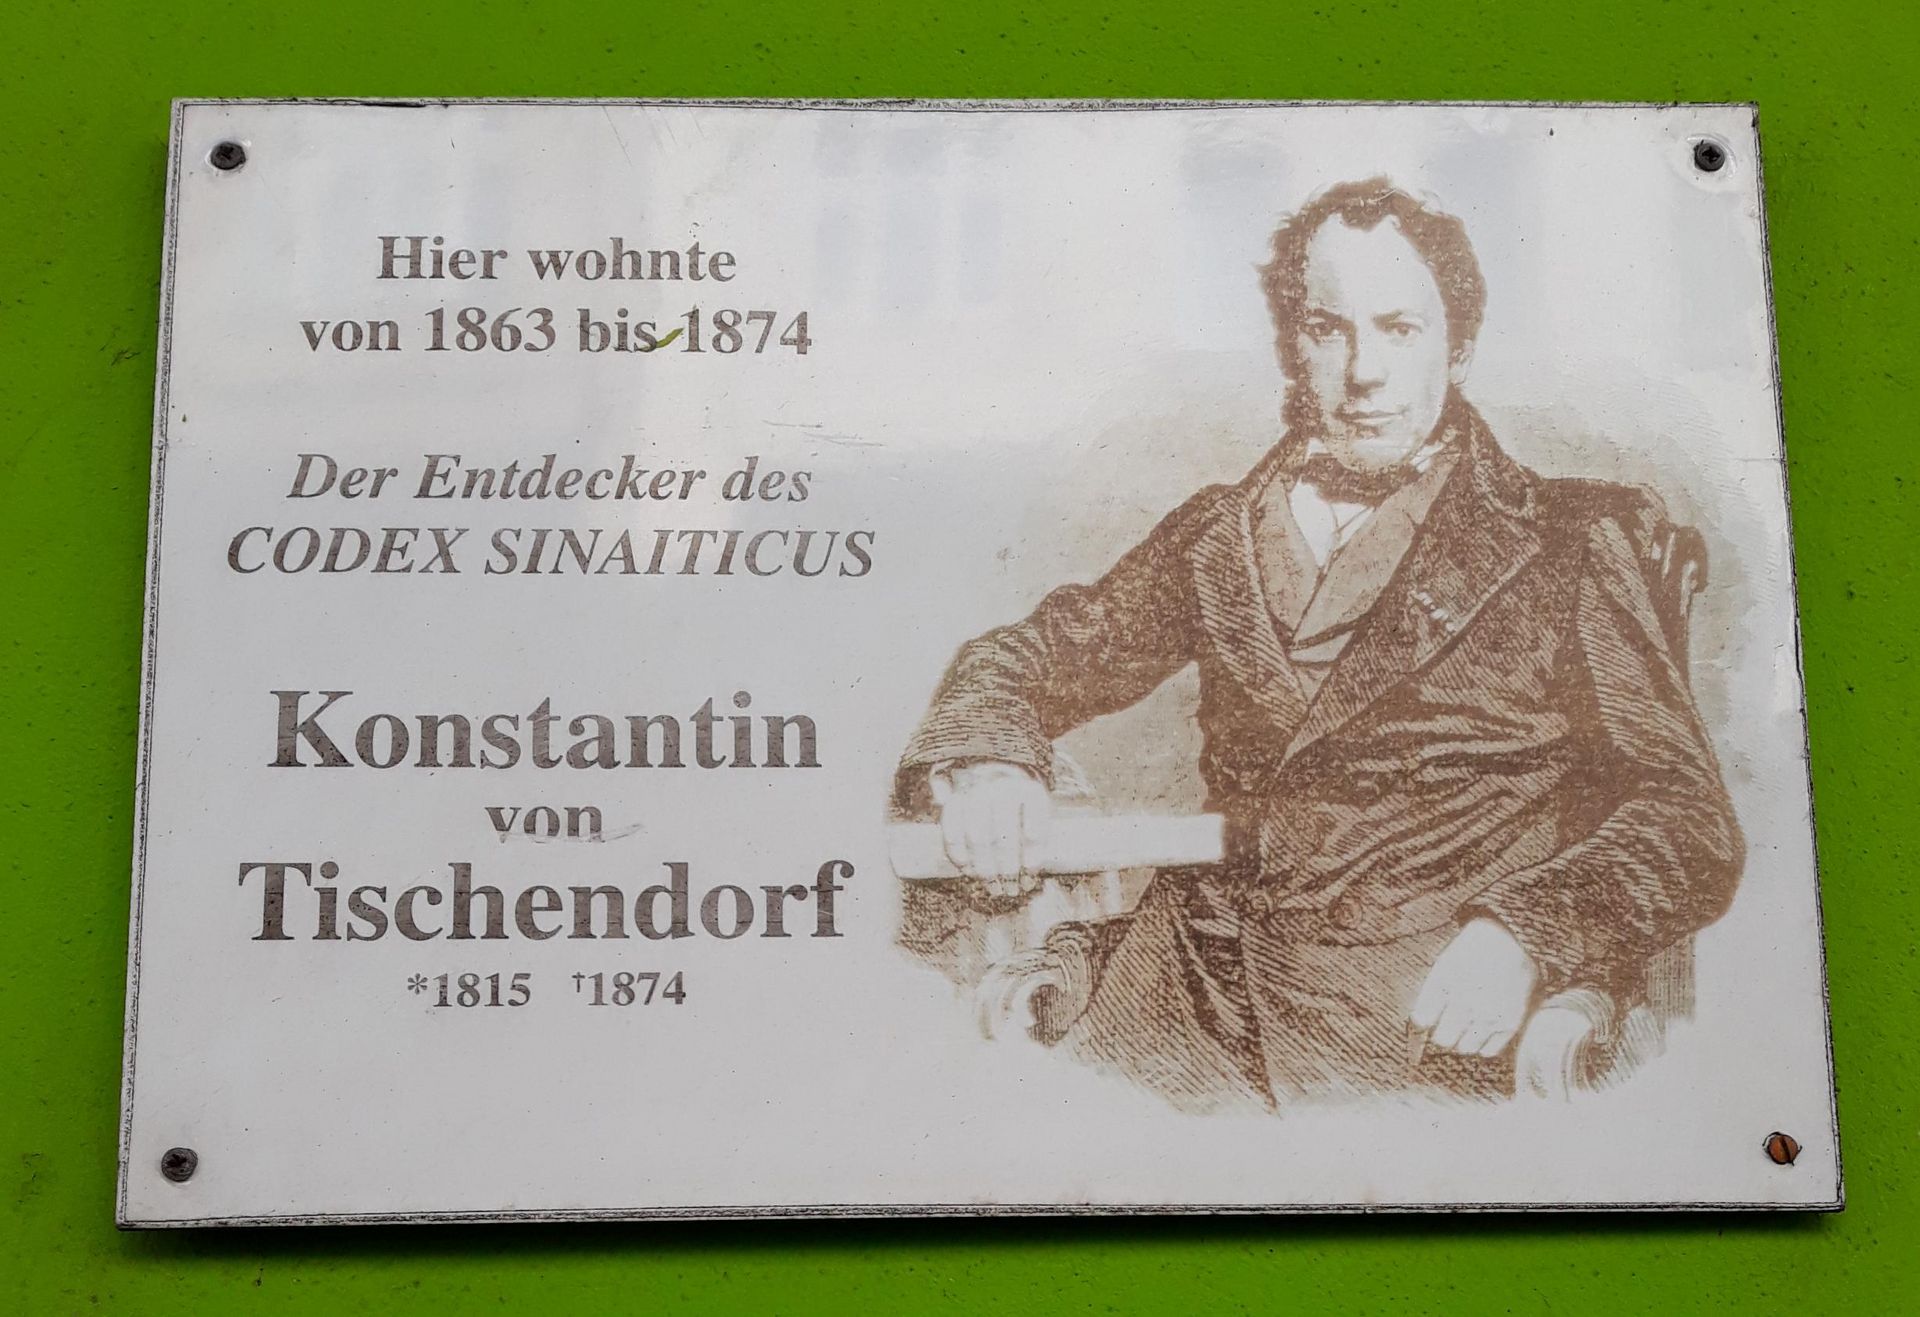 Hier wohnte
von 1863 bis 1874
Der Entdecker des
CODEX SINAITICUS
Konstantin
von
Tischendorf
*1815 †1874